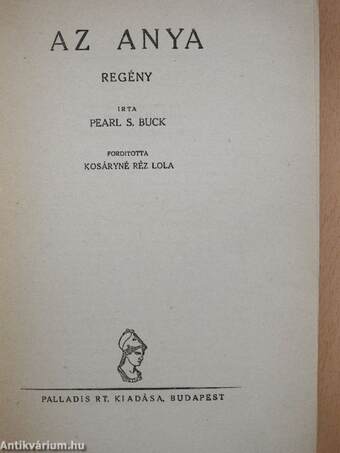 AZ ANYA
REGÉNY
IRTA
PEARL S. BUCK
FORDITOTTA
KOSÁRYNÉ RÉZ LOLA
PALLADIS RT. KIADÁSA, BUDAPEST
Antikvárium.hu